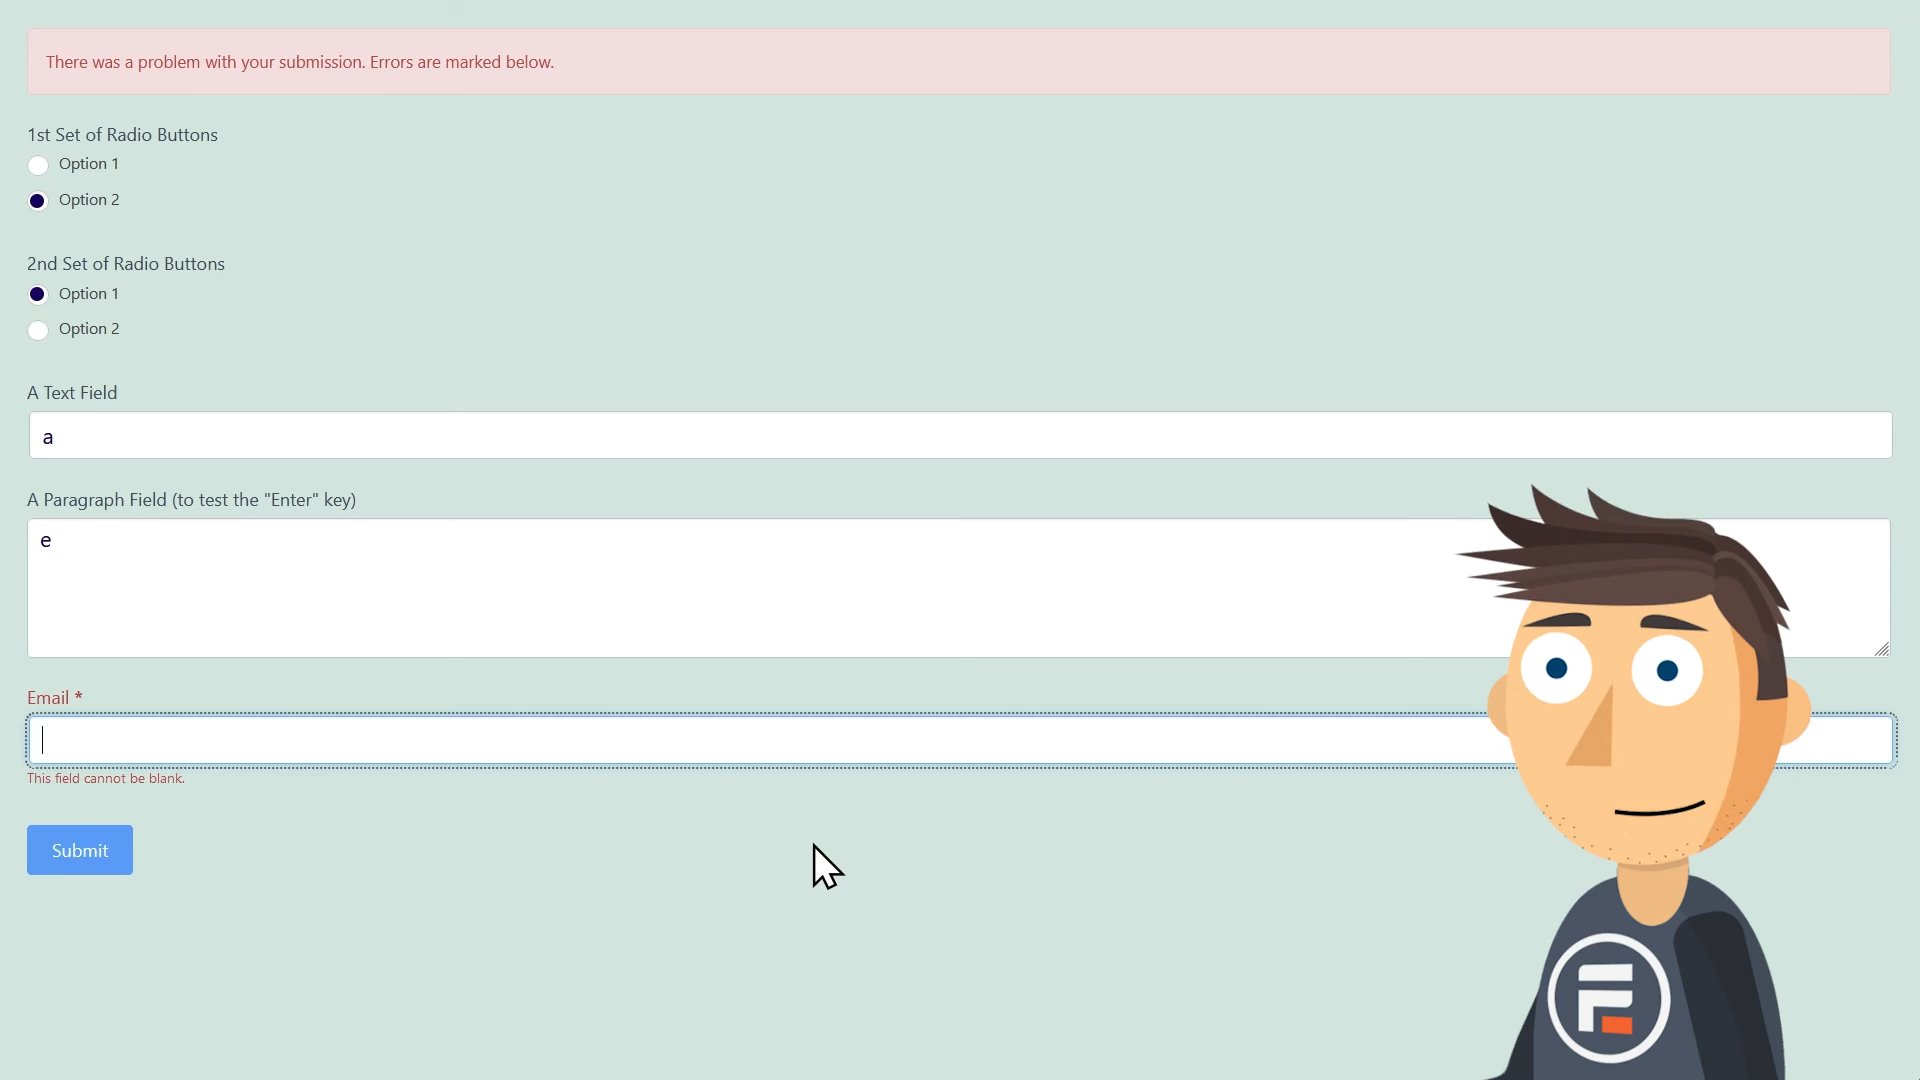 There was a problem with your submission. Errors are marked below.
1st Set of Radio Buttons
Option 1
Option 2
2nd Set of Radio Buttons
Option 1
Option 2
A Text Field
a
A Paragraph Field (to test the "Enter" key)
e
Email *
This field cannot be blank.
Submit